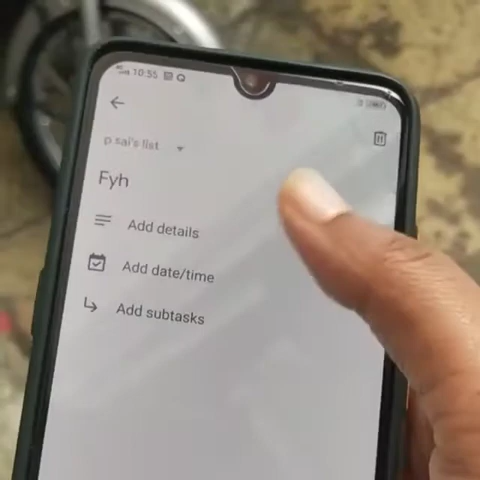 10:35
p sai's list
Fyh
Add details
Add date/time
Add subtasks